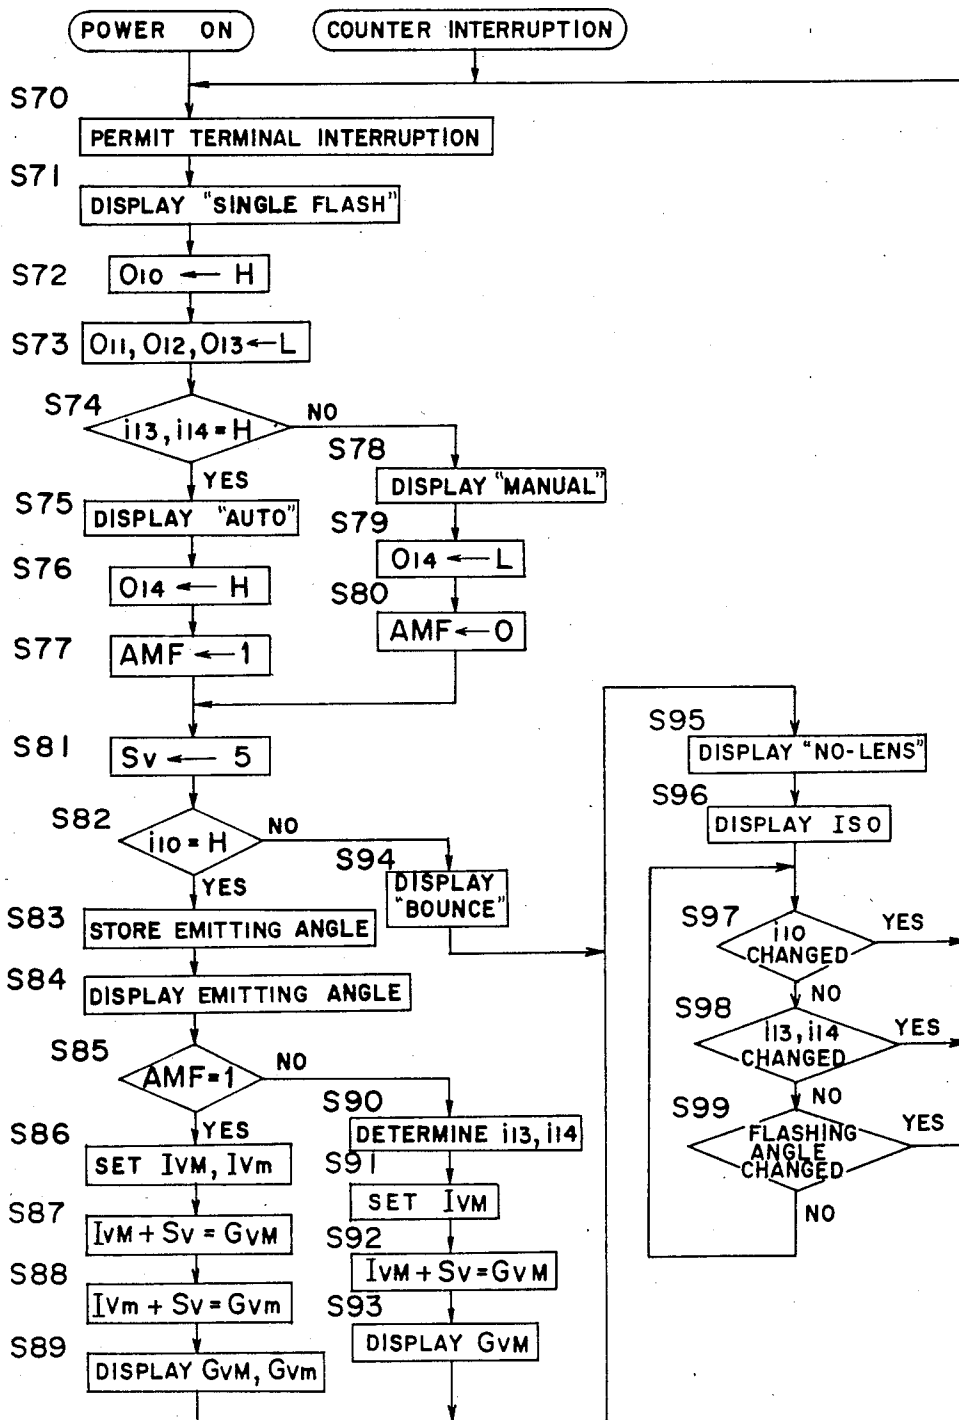 POWER ON
COUNTER INTERRUPTION
S70
PERMIT TERMINAL INTERRUPTION
S71
DISPLAY "SINGLE FLASH"
S72
O10 ← H
S73
O11, O12, O13 ← L
S74
i13, i14 = H
NO
YES
S75
DISPLAY "AUTO"
S76
O14 ← H
S77
AMF ← 1
S78
DISPLAY "MANUAL"
S79
O14 ← L
S80
AMF ← 0
S81
Sv ← 5
S82
i10 = H
NO
YES
S83
STORE EMITTING ANGLE
S84
DISPLAY EMITTING ANGLE
S85
AMF=1
NO
YES
S86
SET IvM, Ivm
S87
IvM + Sv = GvM
S88
Ivm + Sv = Gvm
S89
DISPLAY GvM, Gvm
S90
DETERMINE i13, i14
S91
SET IvM
S92
IvM + Sv = GvM
S93
DISPLAY GvM
S94
DISPLAY
"BOUNCE"
S95
DISPLAY "NO-LENS"
S96
DISPLAY ISO
S97
i10
CHANGED
YES
NO
S98
i13, i14
CHANGED
YES
NO
S99
FLASHING
ANGLE
CHANGED
YES
NO